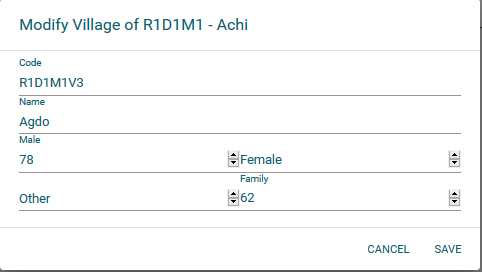 Modify Village of R1D1M1 - Achi
Code
R1D1M1V3
Name
Agdo
Male
78 Female
Family
Other 62
CANCEL SAVE